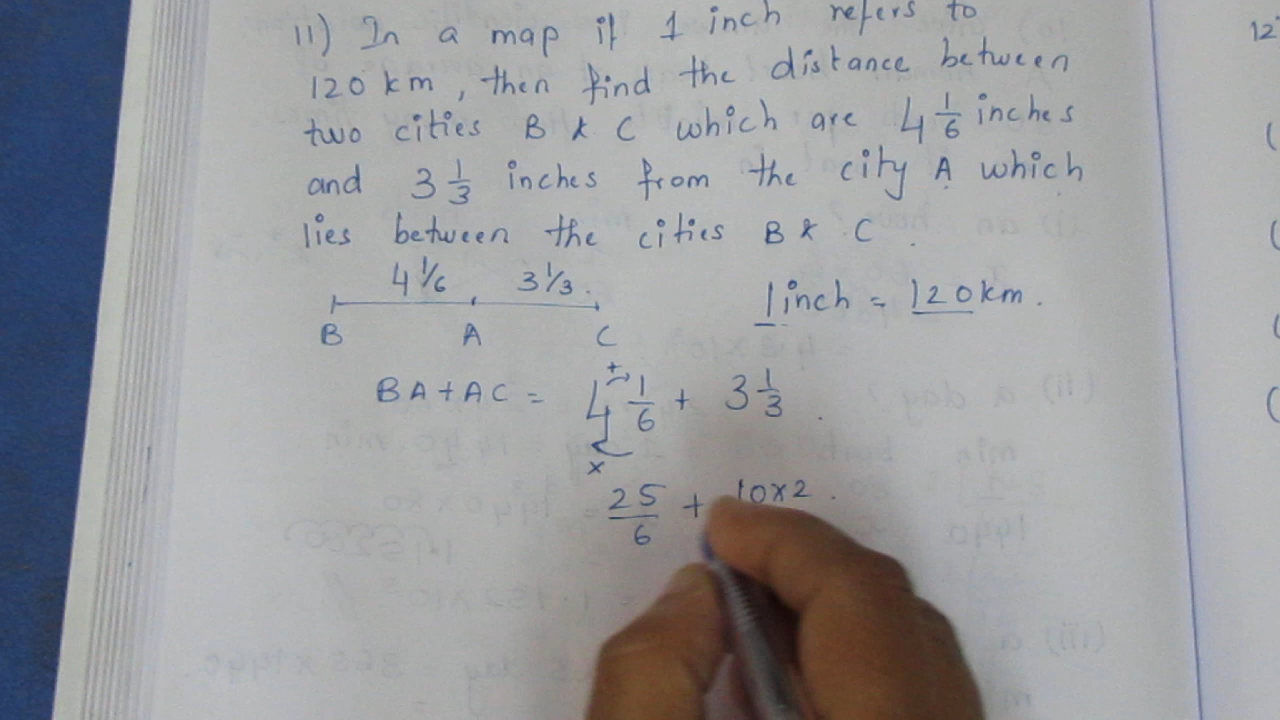 11) In a map if 1 inch refers to
120 km, then find the distance between
two cities B & C which are 4 1/6 inches
and 3 1/3 inches from the city A which
lies between the cities B & C.
4 1/6 3 1/3.
B A C
1 inch = 120 km.
BA + AC = 4 1/6 + 3 1/3
+
x
25/6 + 10x2
12